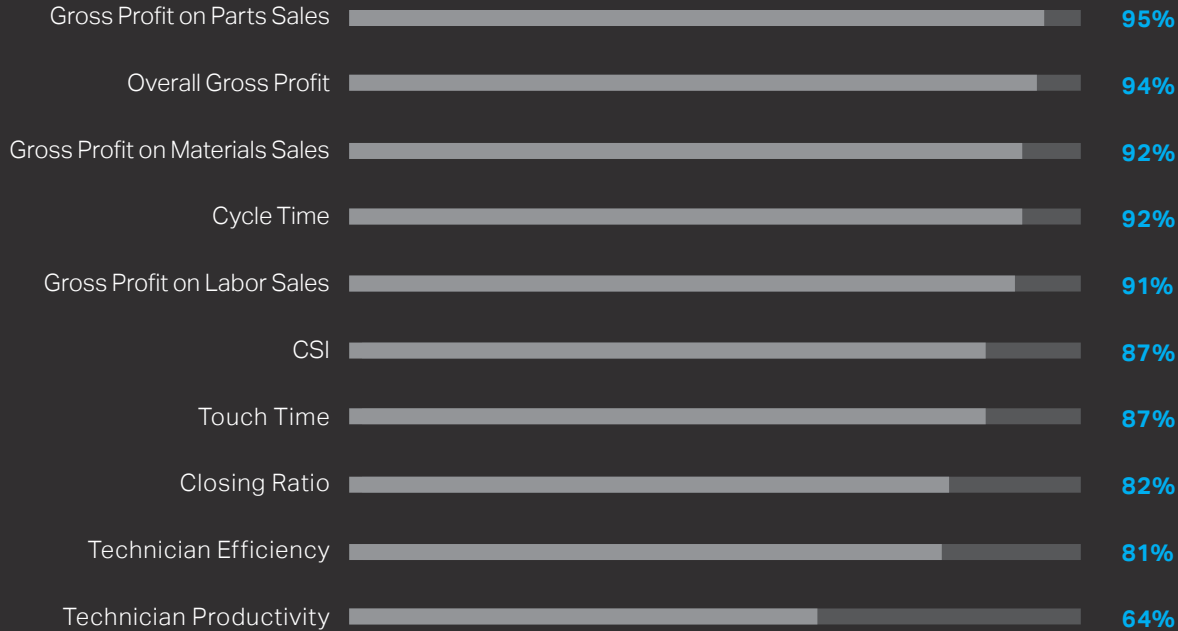 Gross Profit on Parts Sales 95%
Overall Gross Profit 94%
Gross Profit on Materials Sales 92%
Cycle Time 92%
Gross Profit on Labor Sales 91%
CSI 87%
Touch Time 87%
Closing Ratio 82%
Technician Efficiency 81%
Technician Productivity 64%